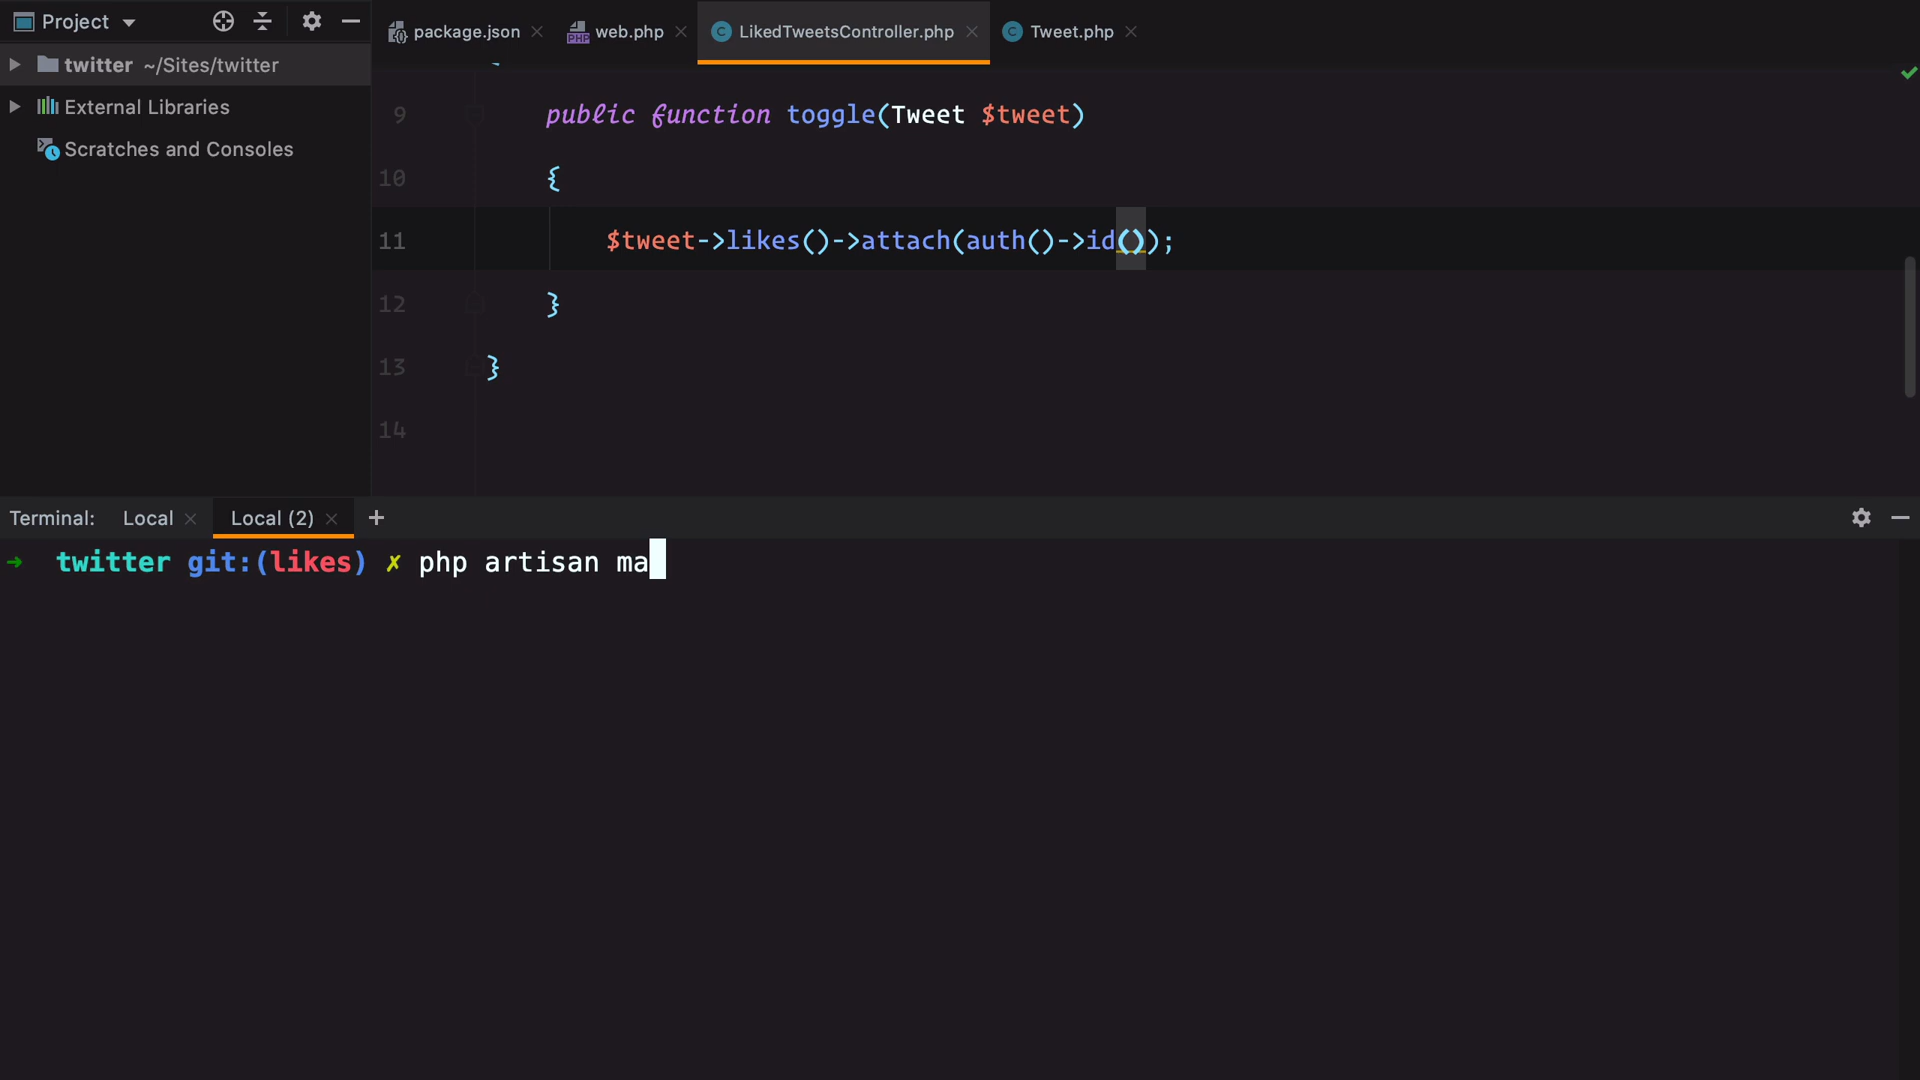 Project
package.json
web.php
LikedTweetsController.php
Tweet.php
twitter ~/Sites/twitter
External Libraries
Scratches and Consoles
9 public function toggle(Tweet $tweet)
10 {
11 $tweet->likes()->attach(auth()->id());
12 }
13 }
14
Terminal: Local Local (2) +
➜ twitter git:(likes) ✗ php artisan ma